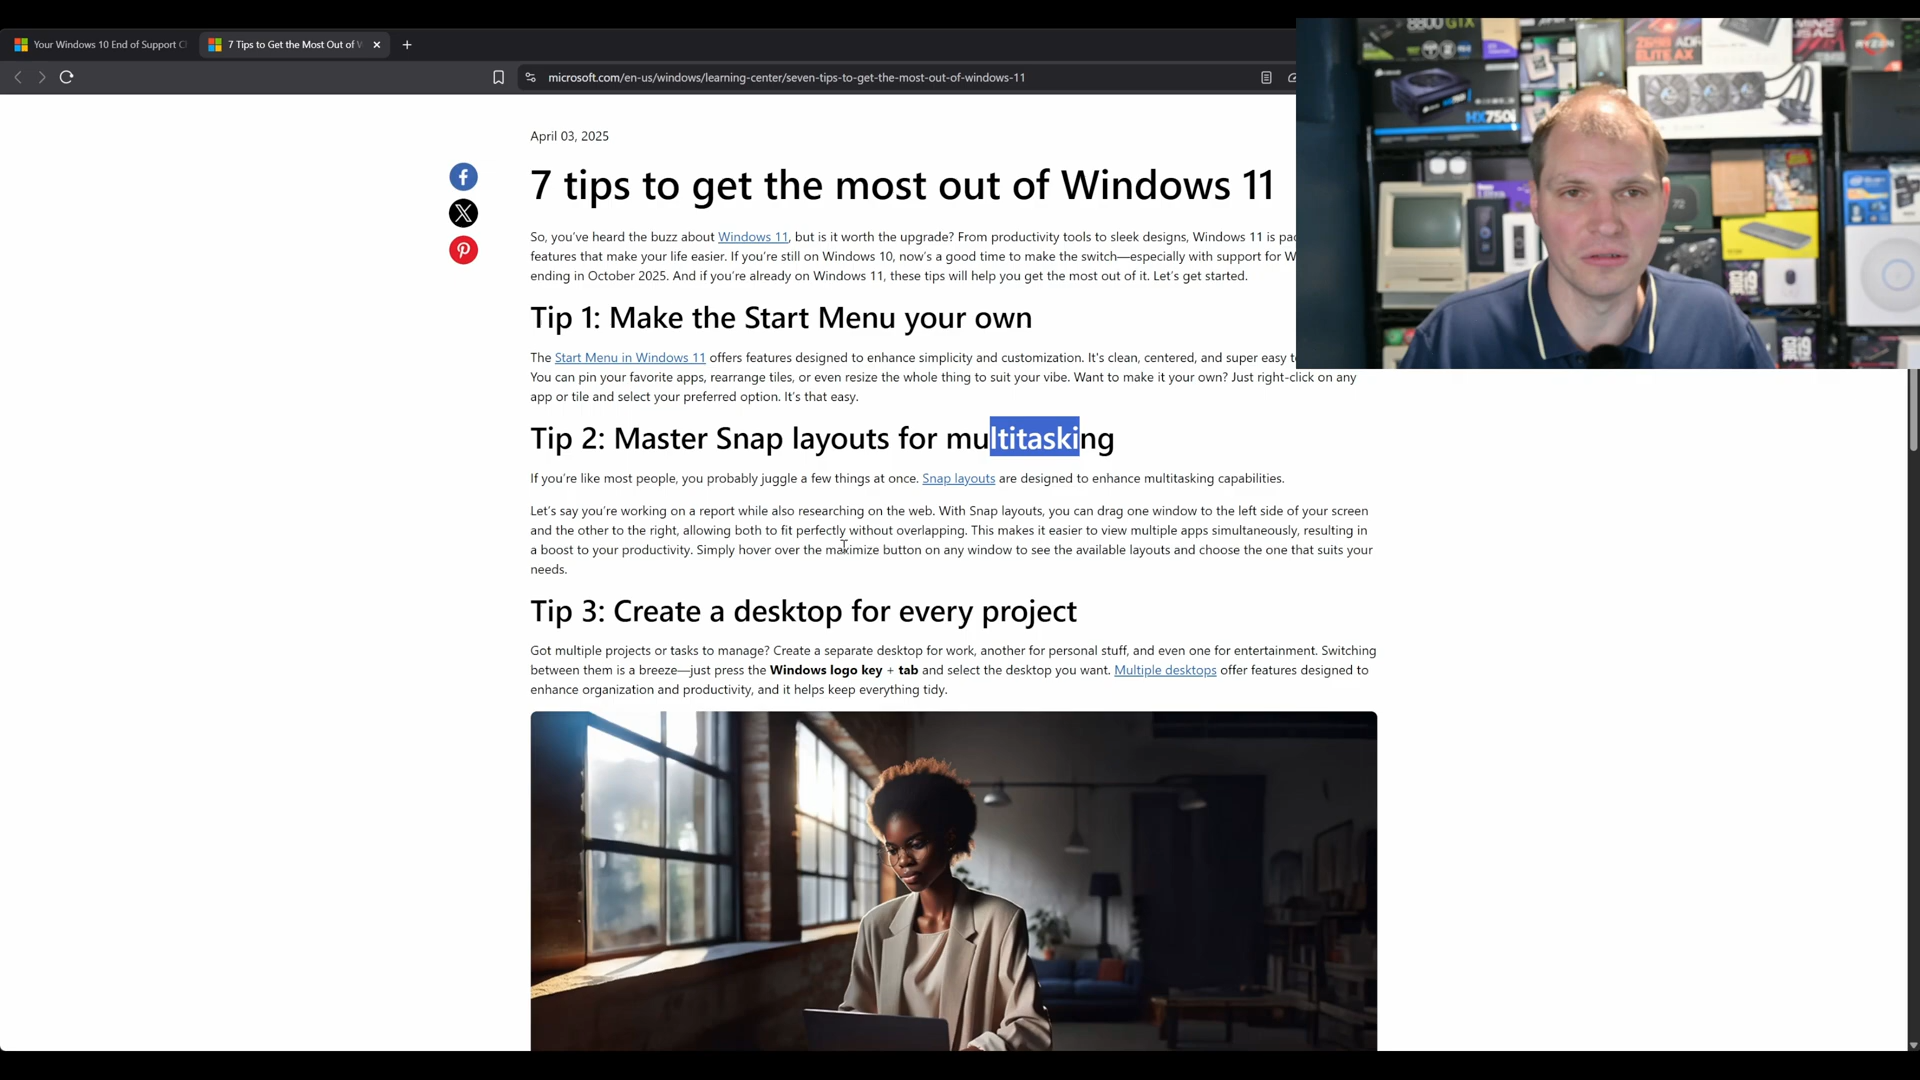 Your Windows 10 End of Support C
7 Tips to Get the Most Out of W
microsoft.com/en-us/windows/learning-center/seven-tips-to-get-the-most-out-of-windows-11
April 03, 2025
7 tips to get the most out of Windows 11
So, you've heard the buzz about Windows 11, but is it worth the upgrade? From productivity tools to sleek designs, Windows 11 is pac
features that make your life easier. If you're still on Windows 10, now's a good time to make the switch—especially with support for W
ending in October 2025. And if you're already on Windows 11, these tips will help you get the most out of it. Let's get started.
Tip 1: Make the Start Menu your own
The Start Menu in Windows 11 offers features designed to enhance simplicity and customization. It's clean, centered, and super easy t
You can pin your favorite apps, rearrange tiles, or even resize the whole thing to suit your vibe. Want to make it your own? Just right-click on any
app or tile and select your preferred option. It's that easy.
Tip 2: Master Snap layouts for multitasking
If you're like most people, you probably juggle a few things at once. Snap layouts are designed to enhance multitasking capabilities.
Let's say you're working on a report while also researching on the web. With Snap layouts, you can drag one window to the left side of your screen
and the other to the right, allowing both to fit perfectly without overlapping. This makes it easier to view multiple apps simultaneously, resulting in
a boost to your productivity. Simply hover over the maximize button on any window to see the available layouts and choose the one that suits your
needs.
Tip 3: Create a desktop for every project
Got multiple projects or tasks to manage? Create a separate desktop for work, another for personal stuff, and even one for entertainment. Switching
between them is a breeze—just press the Windows logo key + tab and select the desktop you want. Multiple desktops offer features designed to
enhance organization and productivity, and it helps keep everything tidy.
8800 GTX
HX750i
Z690 AER
ELITE AX
RYZEN
72